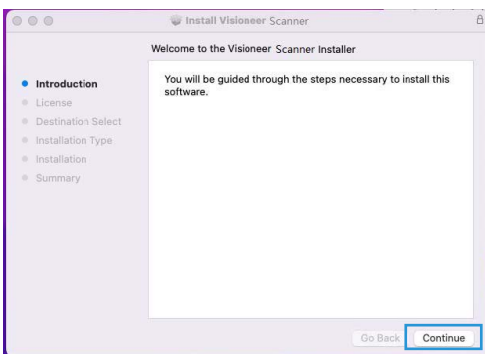 Install Visioneer Scanner
Welcome to the Visioneer Scanner Installer
Introduction
License
Destination Select
Installation Type
Installation
Summary
You will be guided through the steps necessary to install this
software.
Go Back
Continue